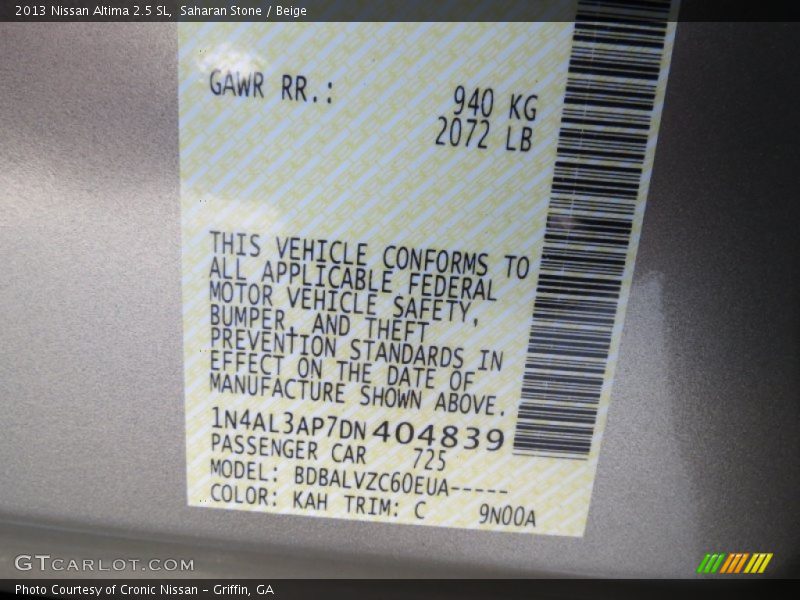 2013 Nissan Altima 2.5 SL, Saharan Stone / Beige
GAWR RR.: 940 KG
2072 LB
THIS VEHICLE CONFORMS TO
ALL APPLICABLE FEDERAL
MOTOR VEHICLE SAFETY,
BUMPER, AND THEFT
PREVENTION STANDARDS IN
EFFECT ON THE DATE OF
MANUFACTURE SHOWN ABOVE.
1N4AL3AP7DN404839
PASSENGER CAR 725
MODEL: BDBALVZC60EUA-----
COLOR: KAH TRIM: C 9N00A
GTCARLOT.COM
Photo Courtesy of Cronic Nissan - Griffin, GA